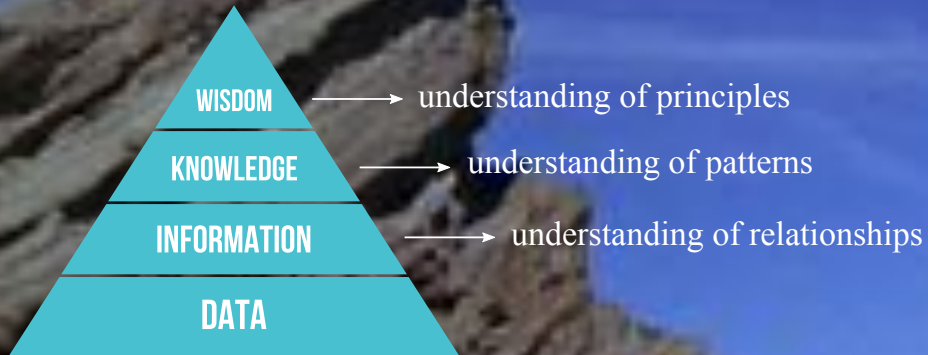 WISDOM understanding of principles
KNOWLEDGE understanding of patterns
INFORMATION understanding of relationships
DATA